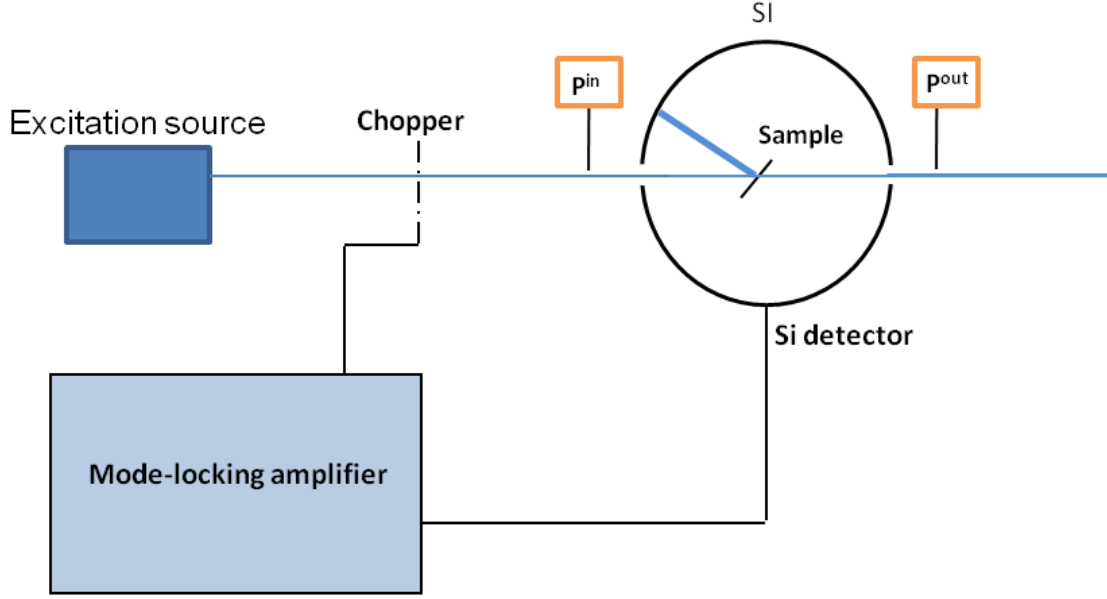 SI
Pⁱⁿ
Pᵒᵘᵗ
Excitation source
Chopper
Sample
Si detector
Mode-locking amplifier